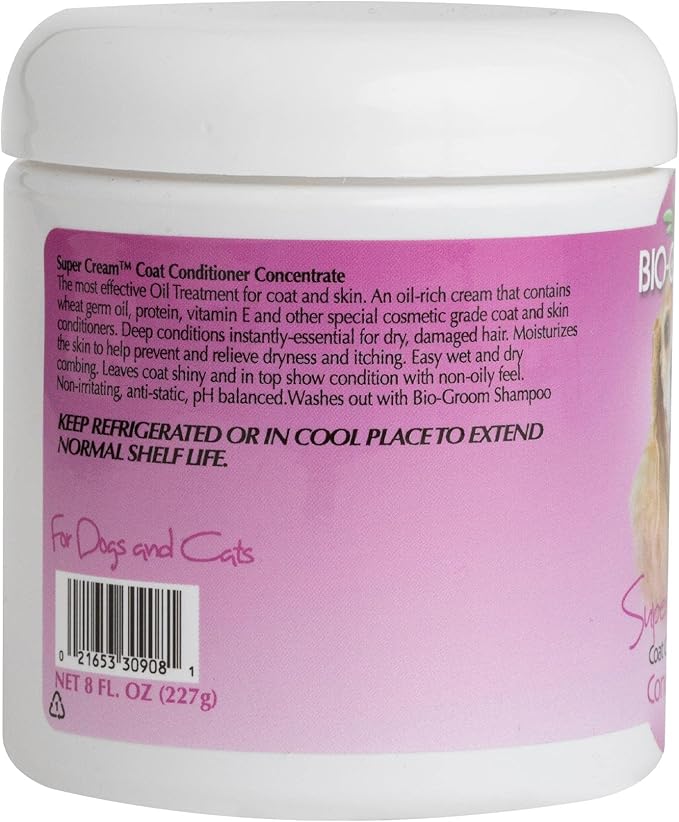 Super Cream™ Coat Conditioner Concentrate
The most effective Oil Treatment for coat and skin. An oil-rich cream that contains
wheat germ oil, protein, vitamin E and other special cosmetic grade coat and skin
conditioners. Deep conditions instantly-essential for dry, damaged hair. Moisturizes
the skin to help prevent and relieve dryness and itching. Easy wet and dry
combing. Leaves coat shiny and in top show condition with non-oily feel.
Non-irritating, anti-static, pH balanced.Washes out with Bio-Groom Shampoo
KEEP REFRIGERATED OR IN COOL PLACE TO EXTEND
NORMAL SHELF LIFE.
For Dogs and Cats
0 21653 30908 1
NET 8 FL. OZ (227g)
BIO-
Super
Coat